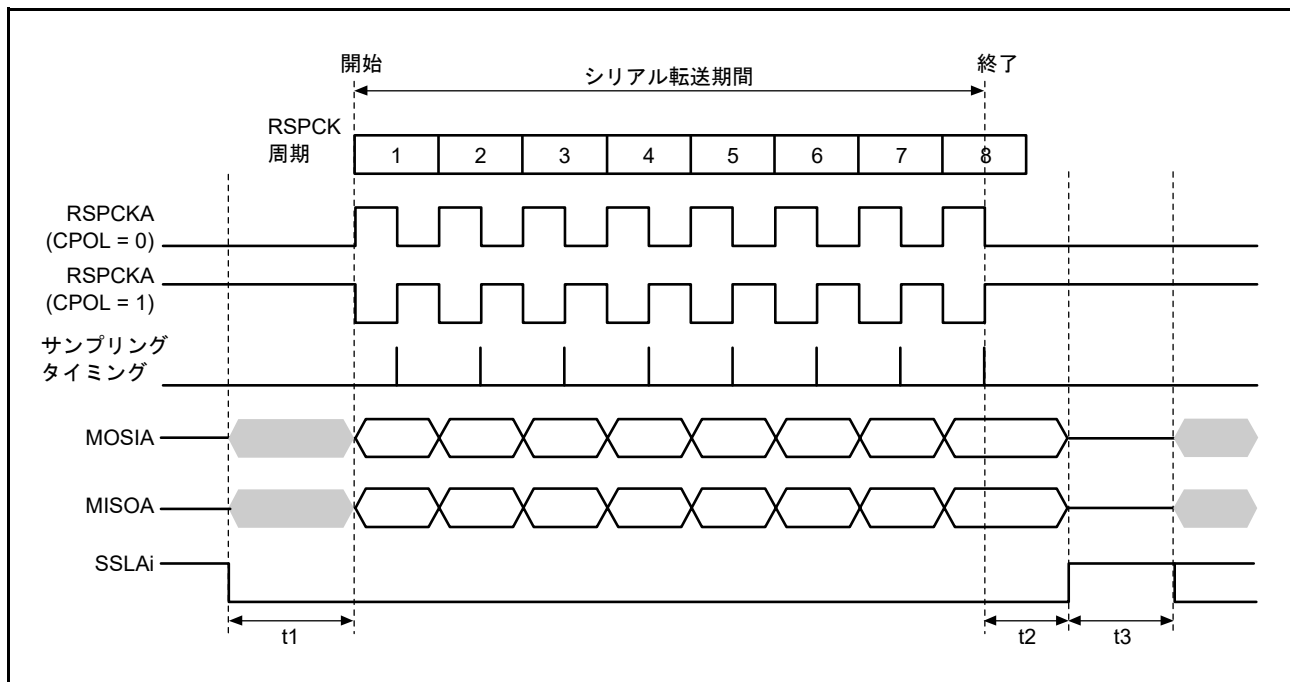 開始
シリアル転送期間
終了
RSPCK
周期
1 2 3 4 5 6 7 8
RSPCKA
(CPOL = 0)
RSPCKA
(CPOL = 1)
サンプリング
タイミング
MOSIA
MISOA
SSLAi
t1
t2
t3